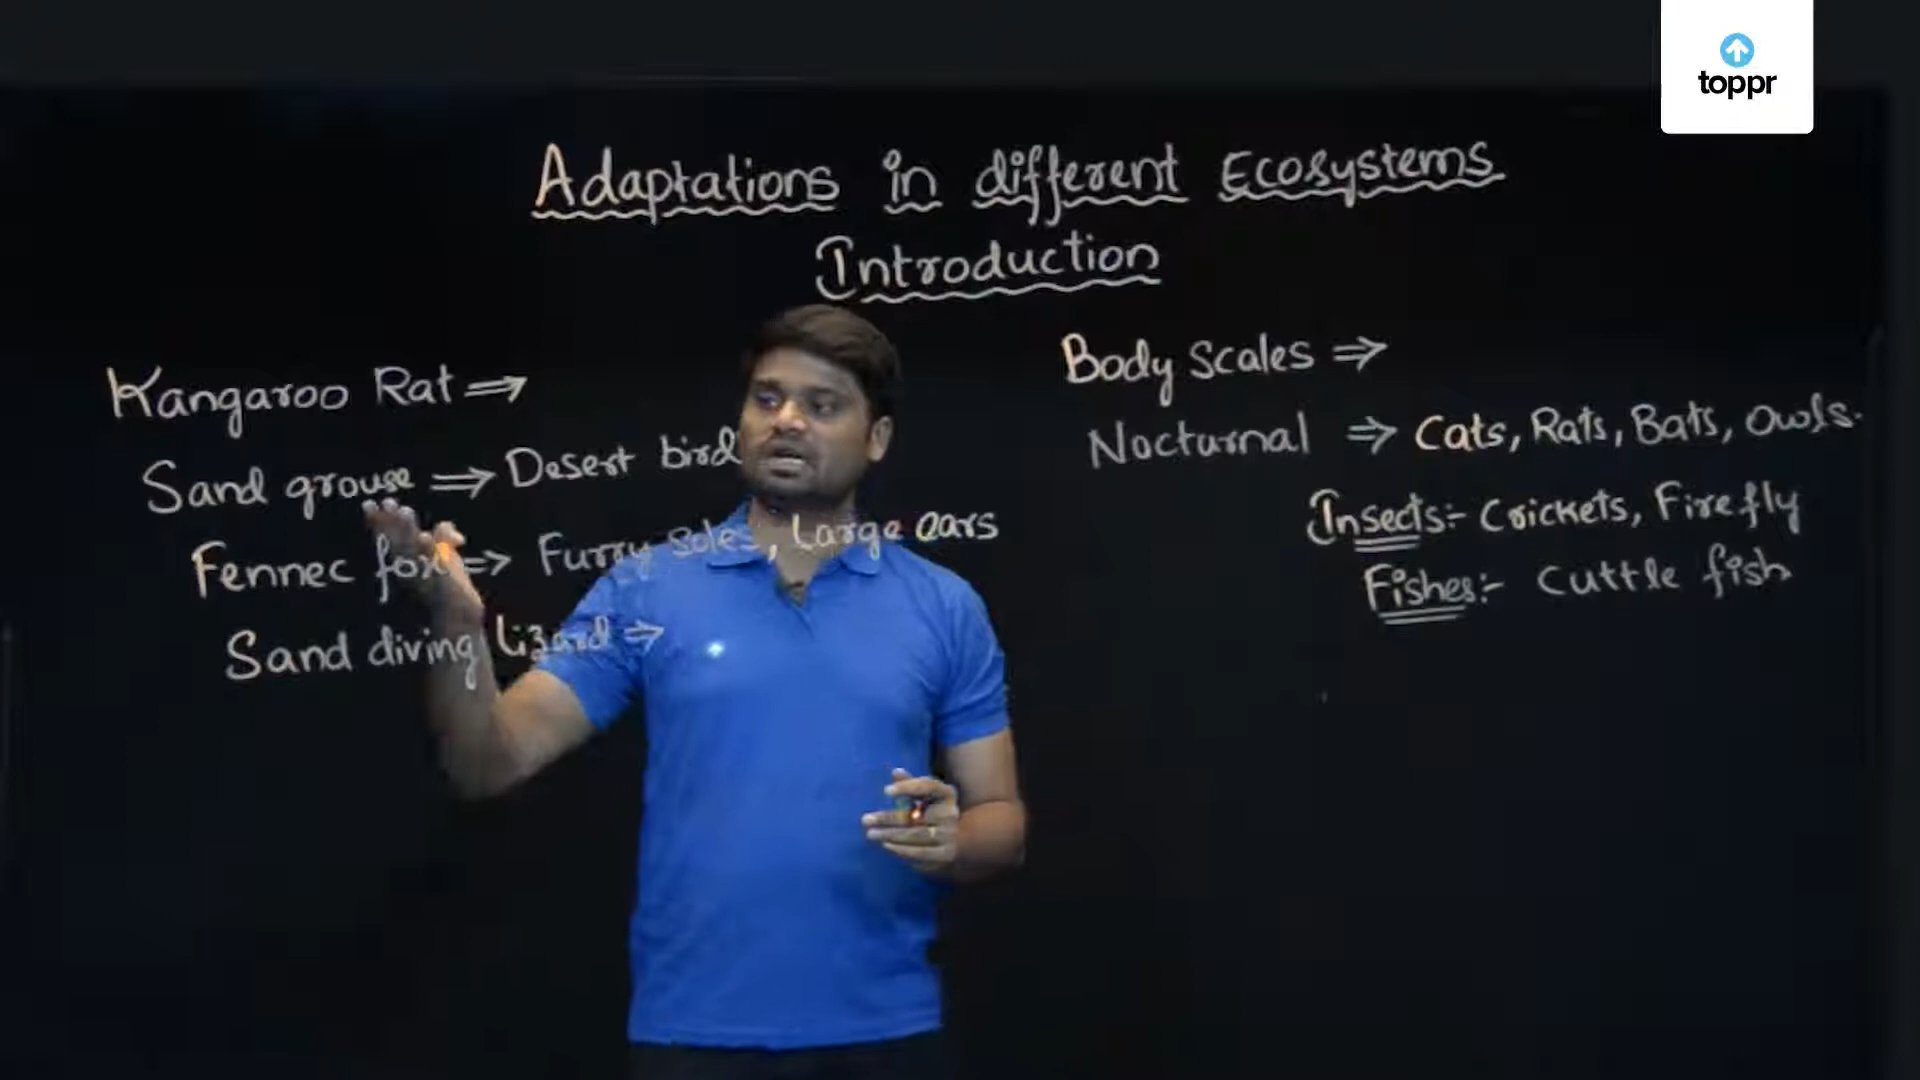 toppr
Adaptations in different Ecosystems
Introduction
Kangaroo Rat ⇒
Sand grouse ⇒ Desert bird
Fennec fox ⇒ Furry soles, Large ears
Sand diving lizard ⇒
Body Scales ⇒
Nocturnal ⇒ Cats, Rats, Bats, Owls.
Insects:- Crickets, Firefly
Fishes:- Cuttle fish